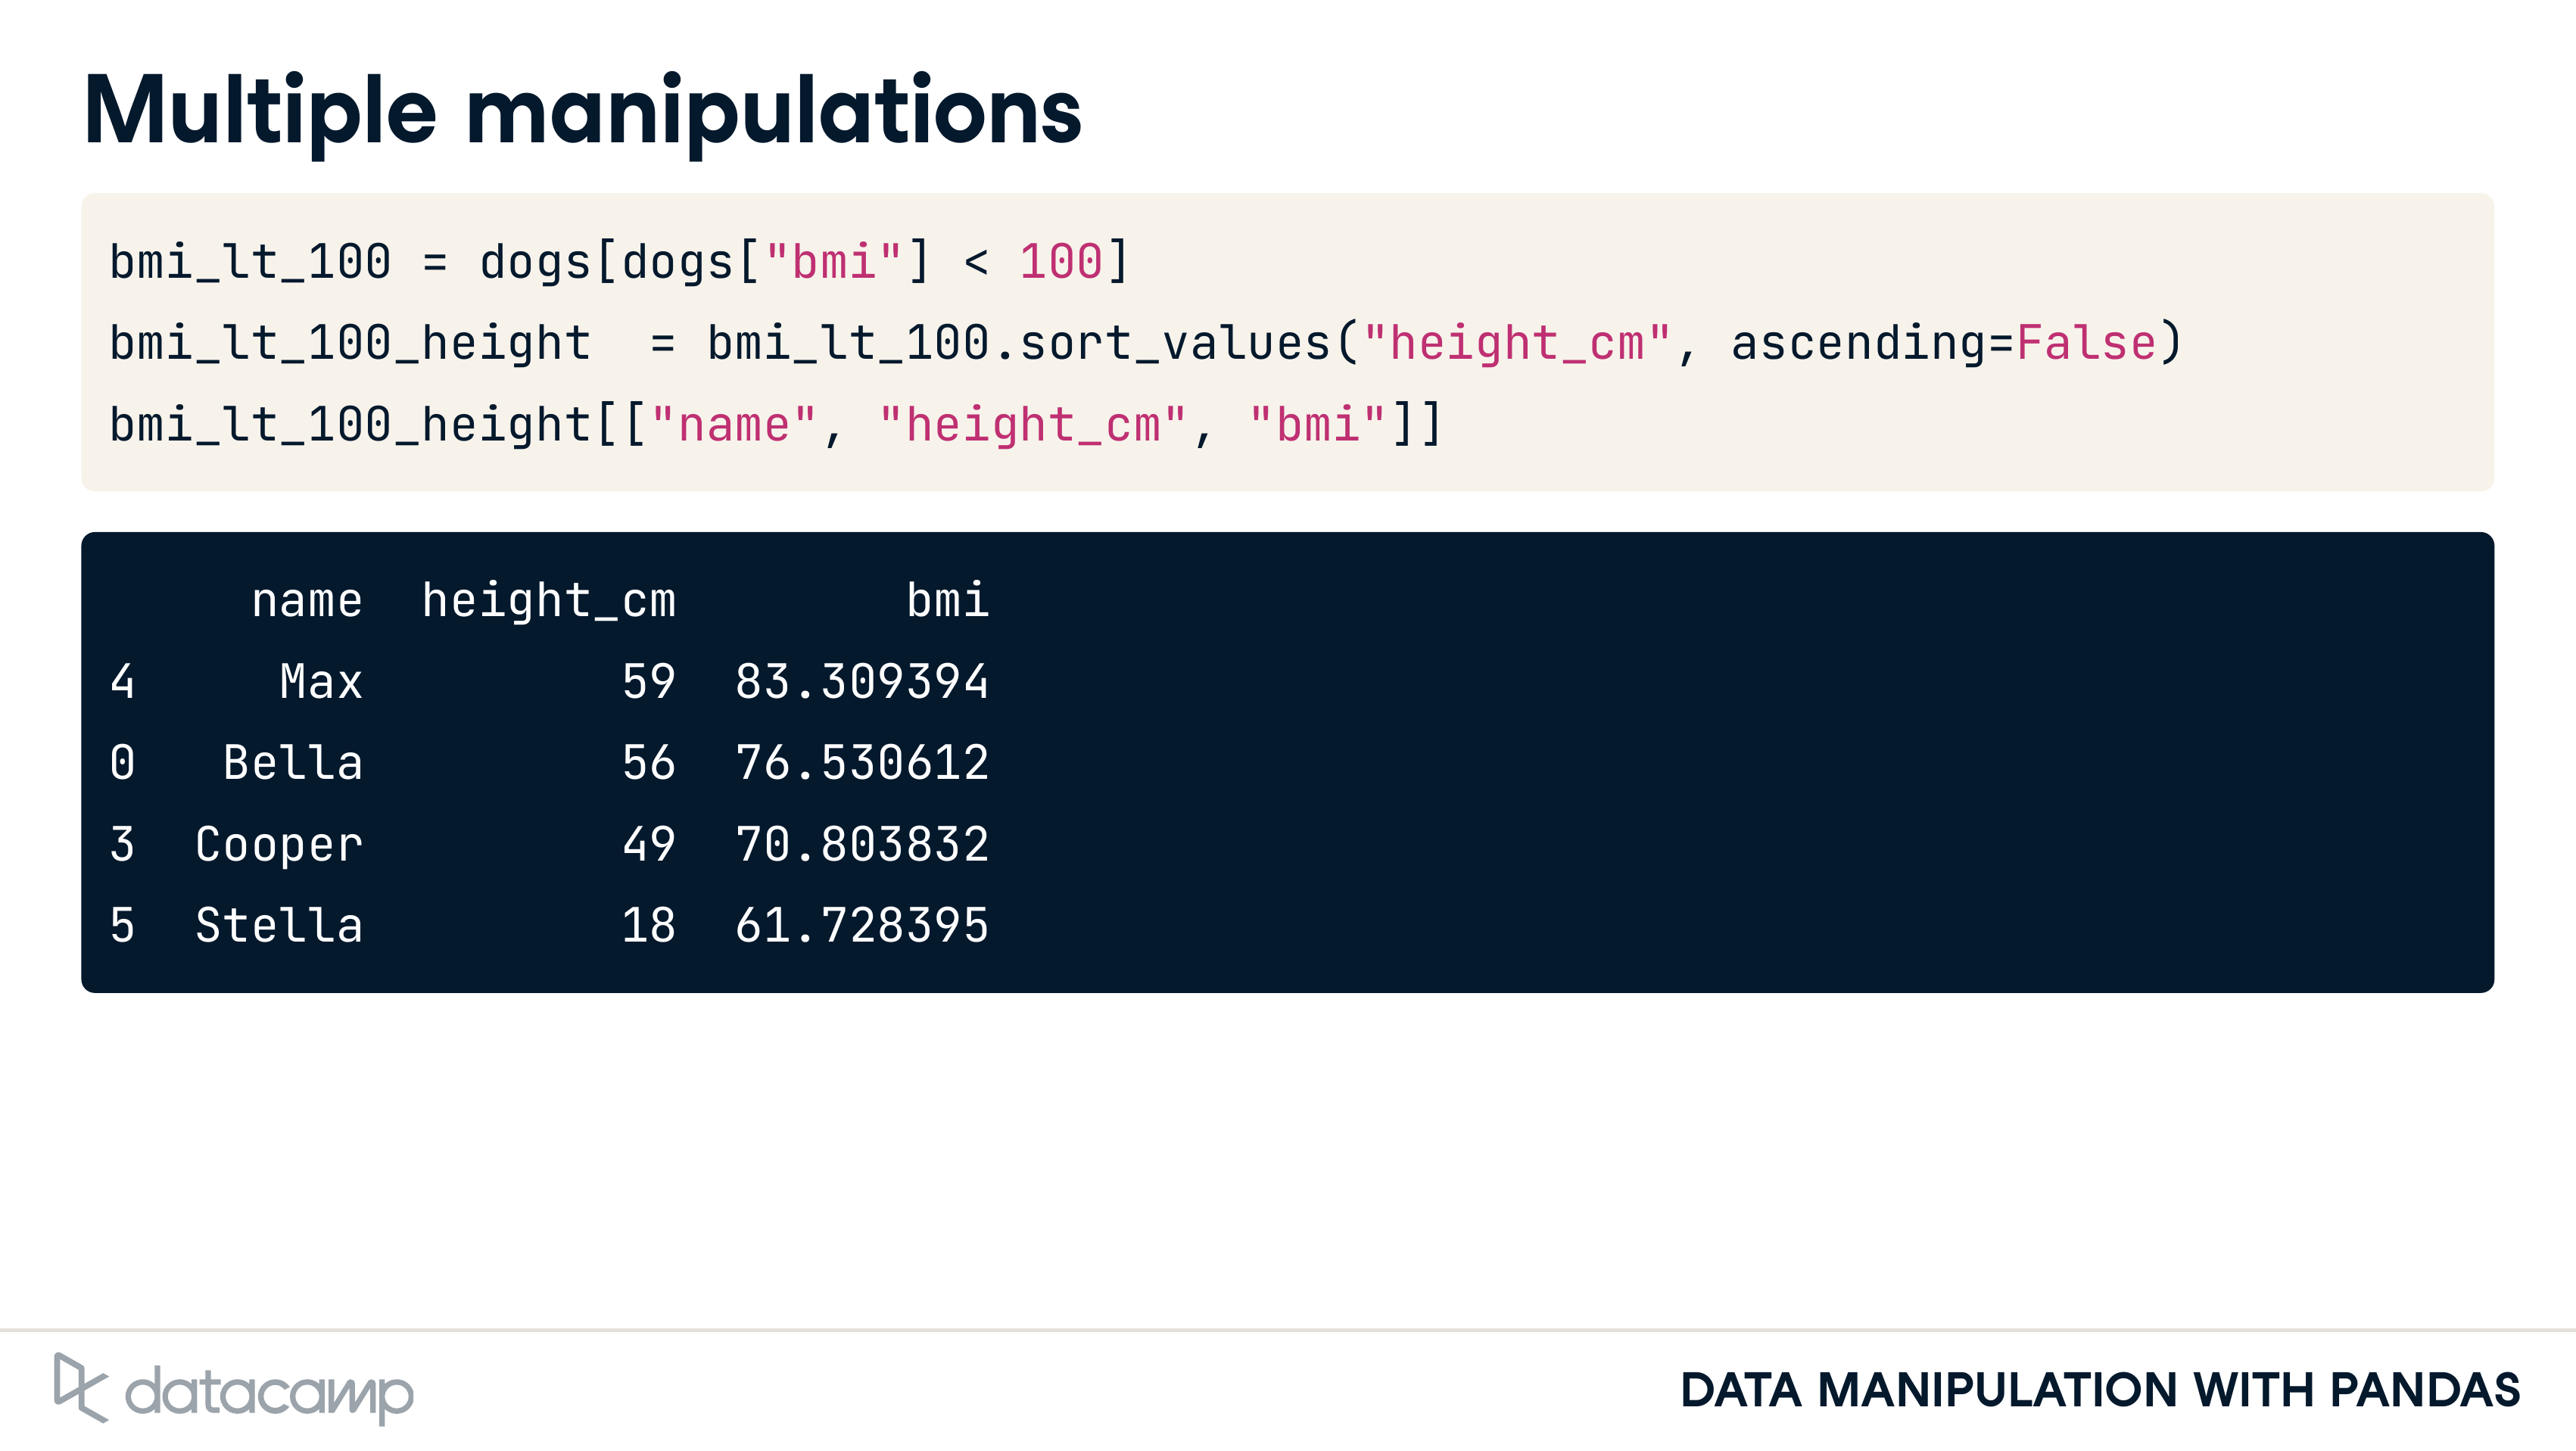 Multiple manipulations
bmi_lt_100 = dogs[dogs["bmi"] < 100]
bmi_lt_100_height  = bmi_lt_100.sort_values("height_cm", ascending=False)
bmi_lt_100_height[["name", "height_cm", "bmi"]]
     name  height_cm        bmi
4     Max         59  83.309394
0   Bella         56  76.530612
3  Cooper         49  70.803832
5  Stella         18  61.728395
datacamp
DATA MANIPULATION WITH PANDAS